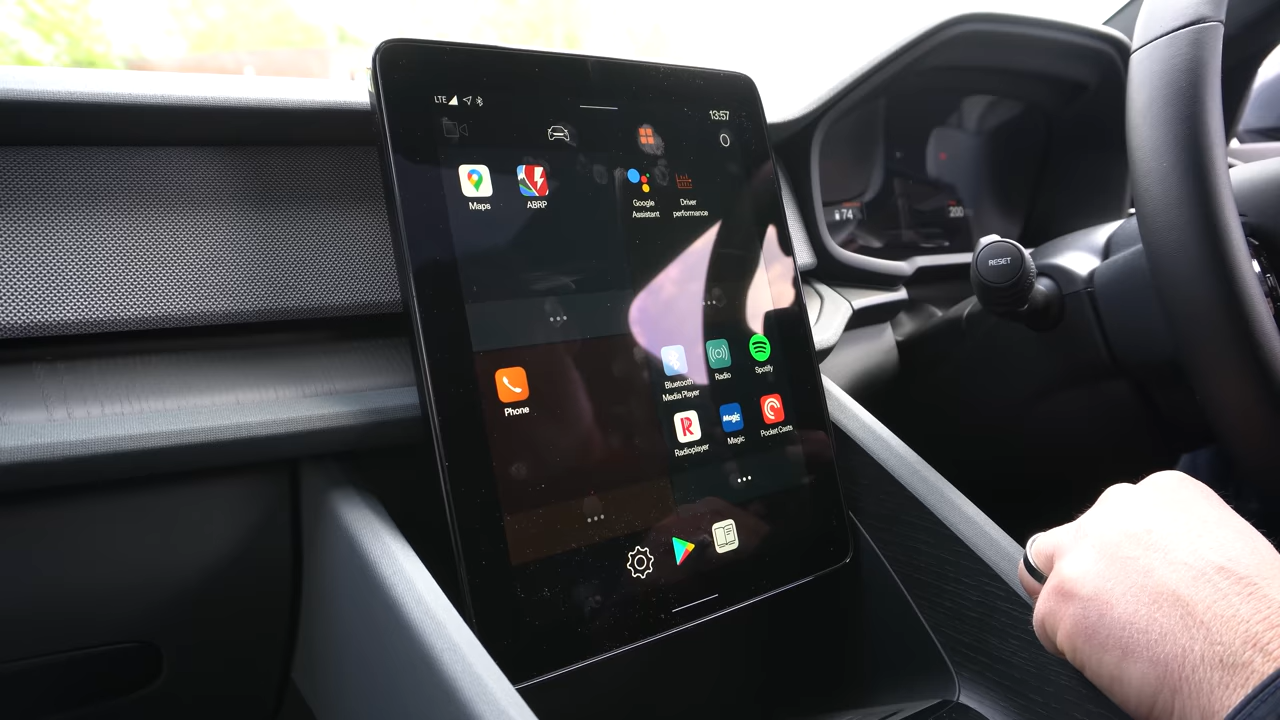 LTE
13:57
Maps
ABRP
Google
Assistant
Driver
performance
74
200
RESET
Phone
Bluetooth
Media Player
Radio
Spotify
Radioplayer
Magic
Magic
Pocket Casts